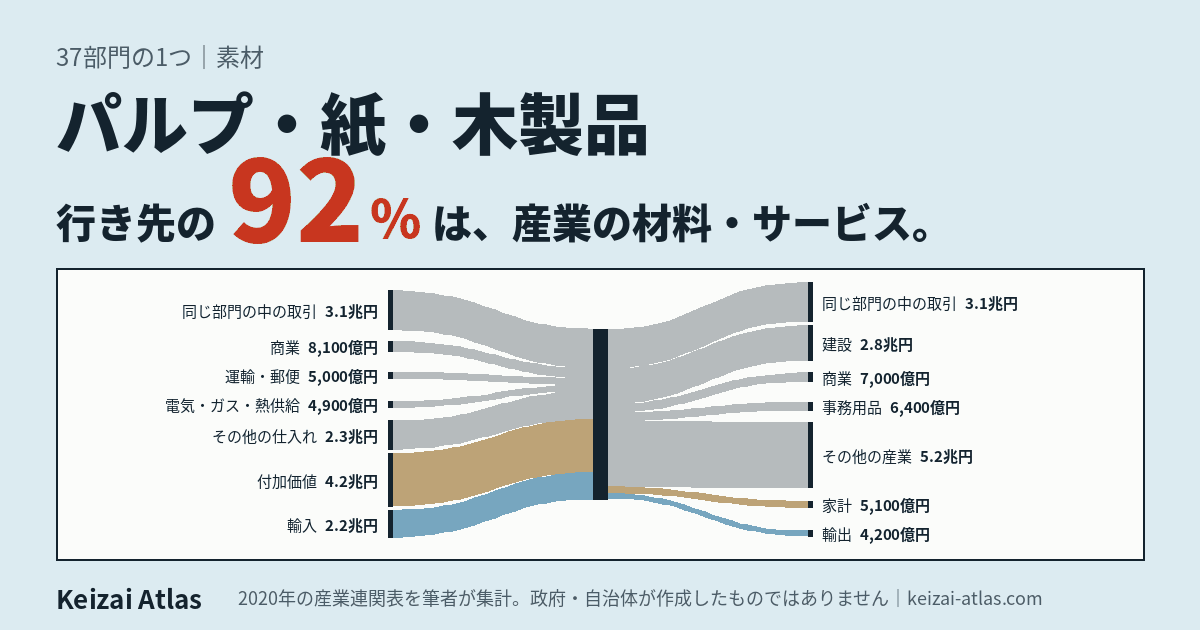 37部門の1つ｜素材
パルプ・紙・木製品
行き先の 92% は、産業の材料・サービス。
同じ部門の中の取引 3.1兆円
商業 8,100億円
運輸・郵便 5,000億円
電気・ガス・熱供給 4,900億円
その他の仕入れ 2.3兆円
付加価値 4.2兆円
輸入 2.2兆円
同じ部門の中の取引 3.1兆円
建設 2.8兆円
商業 7,000億円
事務用品 6,400億円
その他の産業 5.2兆円
家計 5,100億円
輸出 4,200億円
Keizai Atlas
2020年の産業連関表を筆者が集計。政府・自治体が作成したものではありません｜keizai-atlas.com